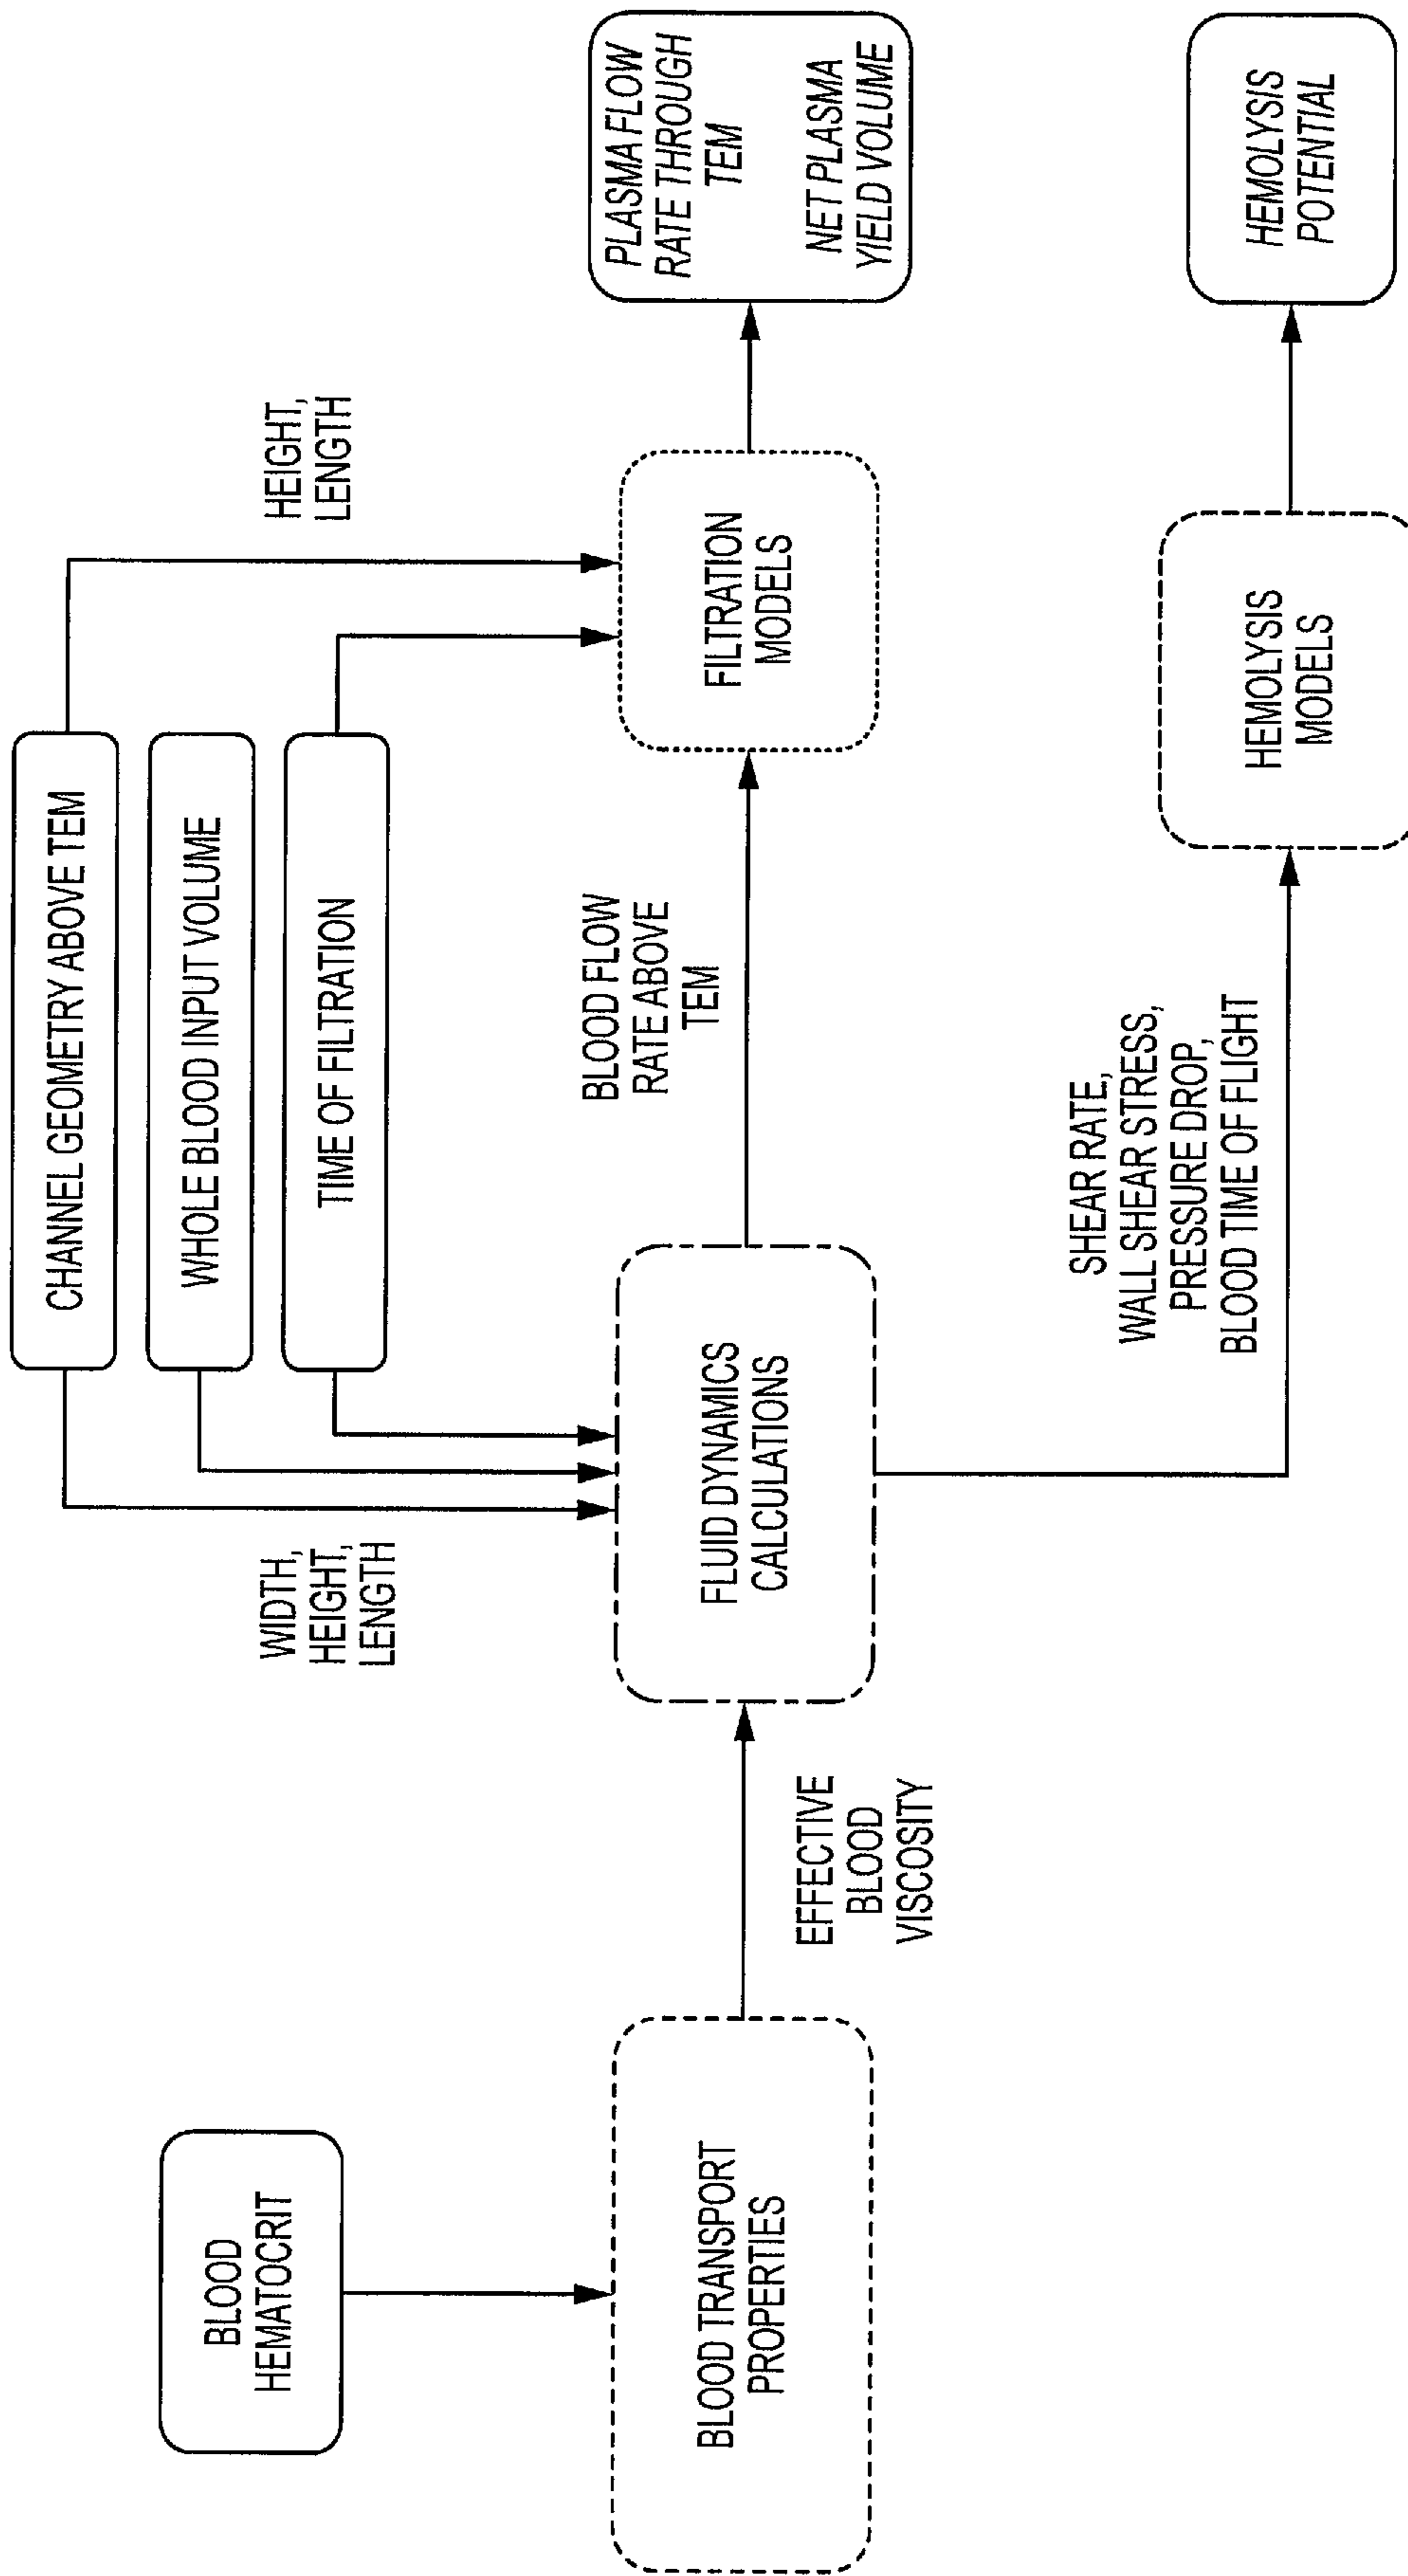 BLOOD
HEMATOCRIT
BLOOD TRANSPORT
PROPERTIES
EFFECTIVE
BLOOD
VISCOSITY
CHANNEL GEOMETRY ABOVE TEM
WHOLE BLOOD INPUT VOLUME
TIME OF FILTRATION
WIDTH,
HEIGHT,
LENGTH
HEIGHT,
LENGTH
FLUID DYNAMICS
CALCULATIONS
BLOOD FLOW
RATE ABOVE
TEM
FILTRATION
MODELS
PLASMA FLOW
RATE THROUGH
TEM
NET PLASMA
YIELD VOLUME
SHEAR RATE,
WALL SHEAR STRESS,
PRESSURE DROP,
BLOOD TIME OF FLIGHT
HEMOLYSIS
MODELS
HEMOLYSIS
POTENTIAL